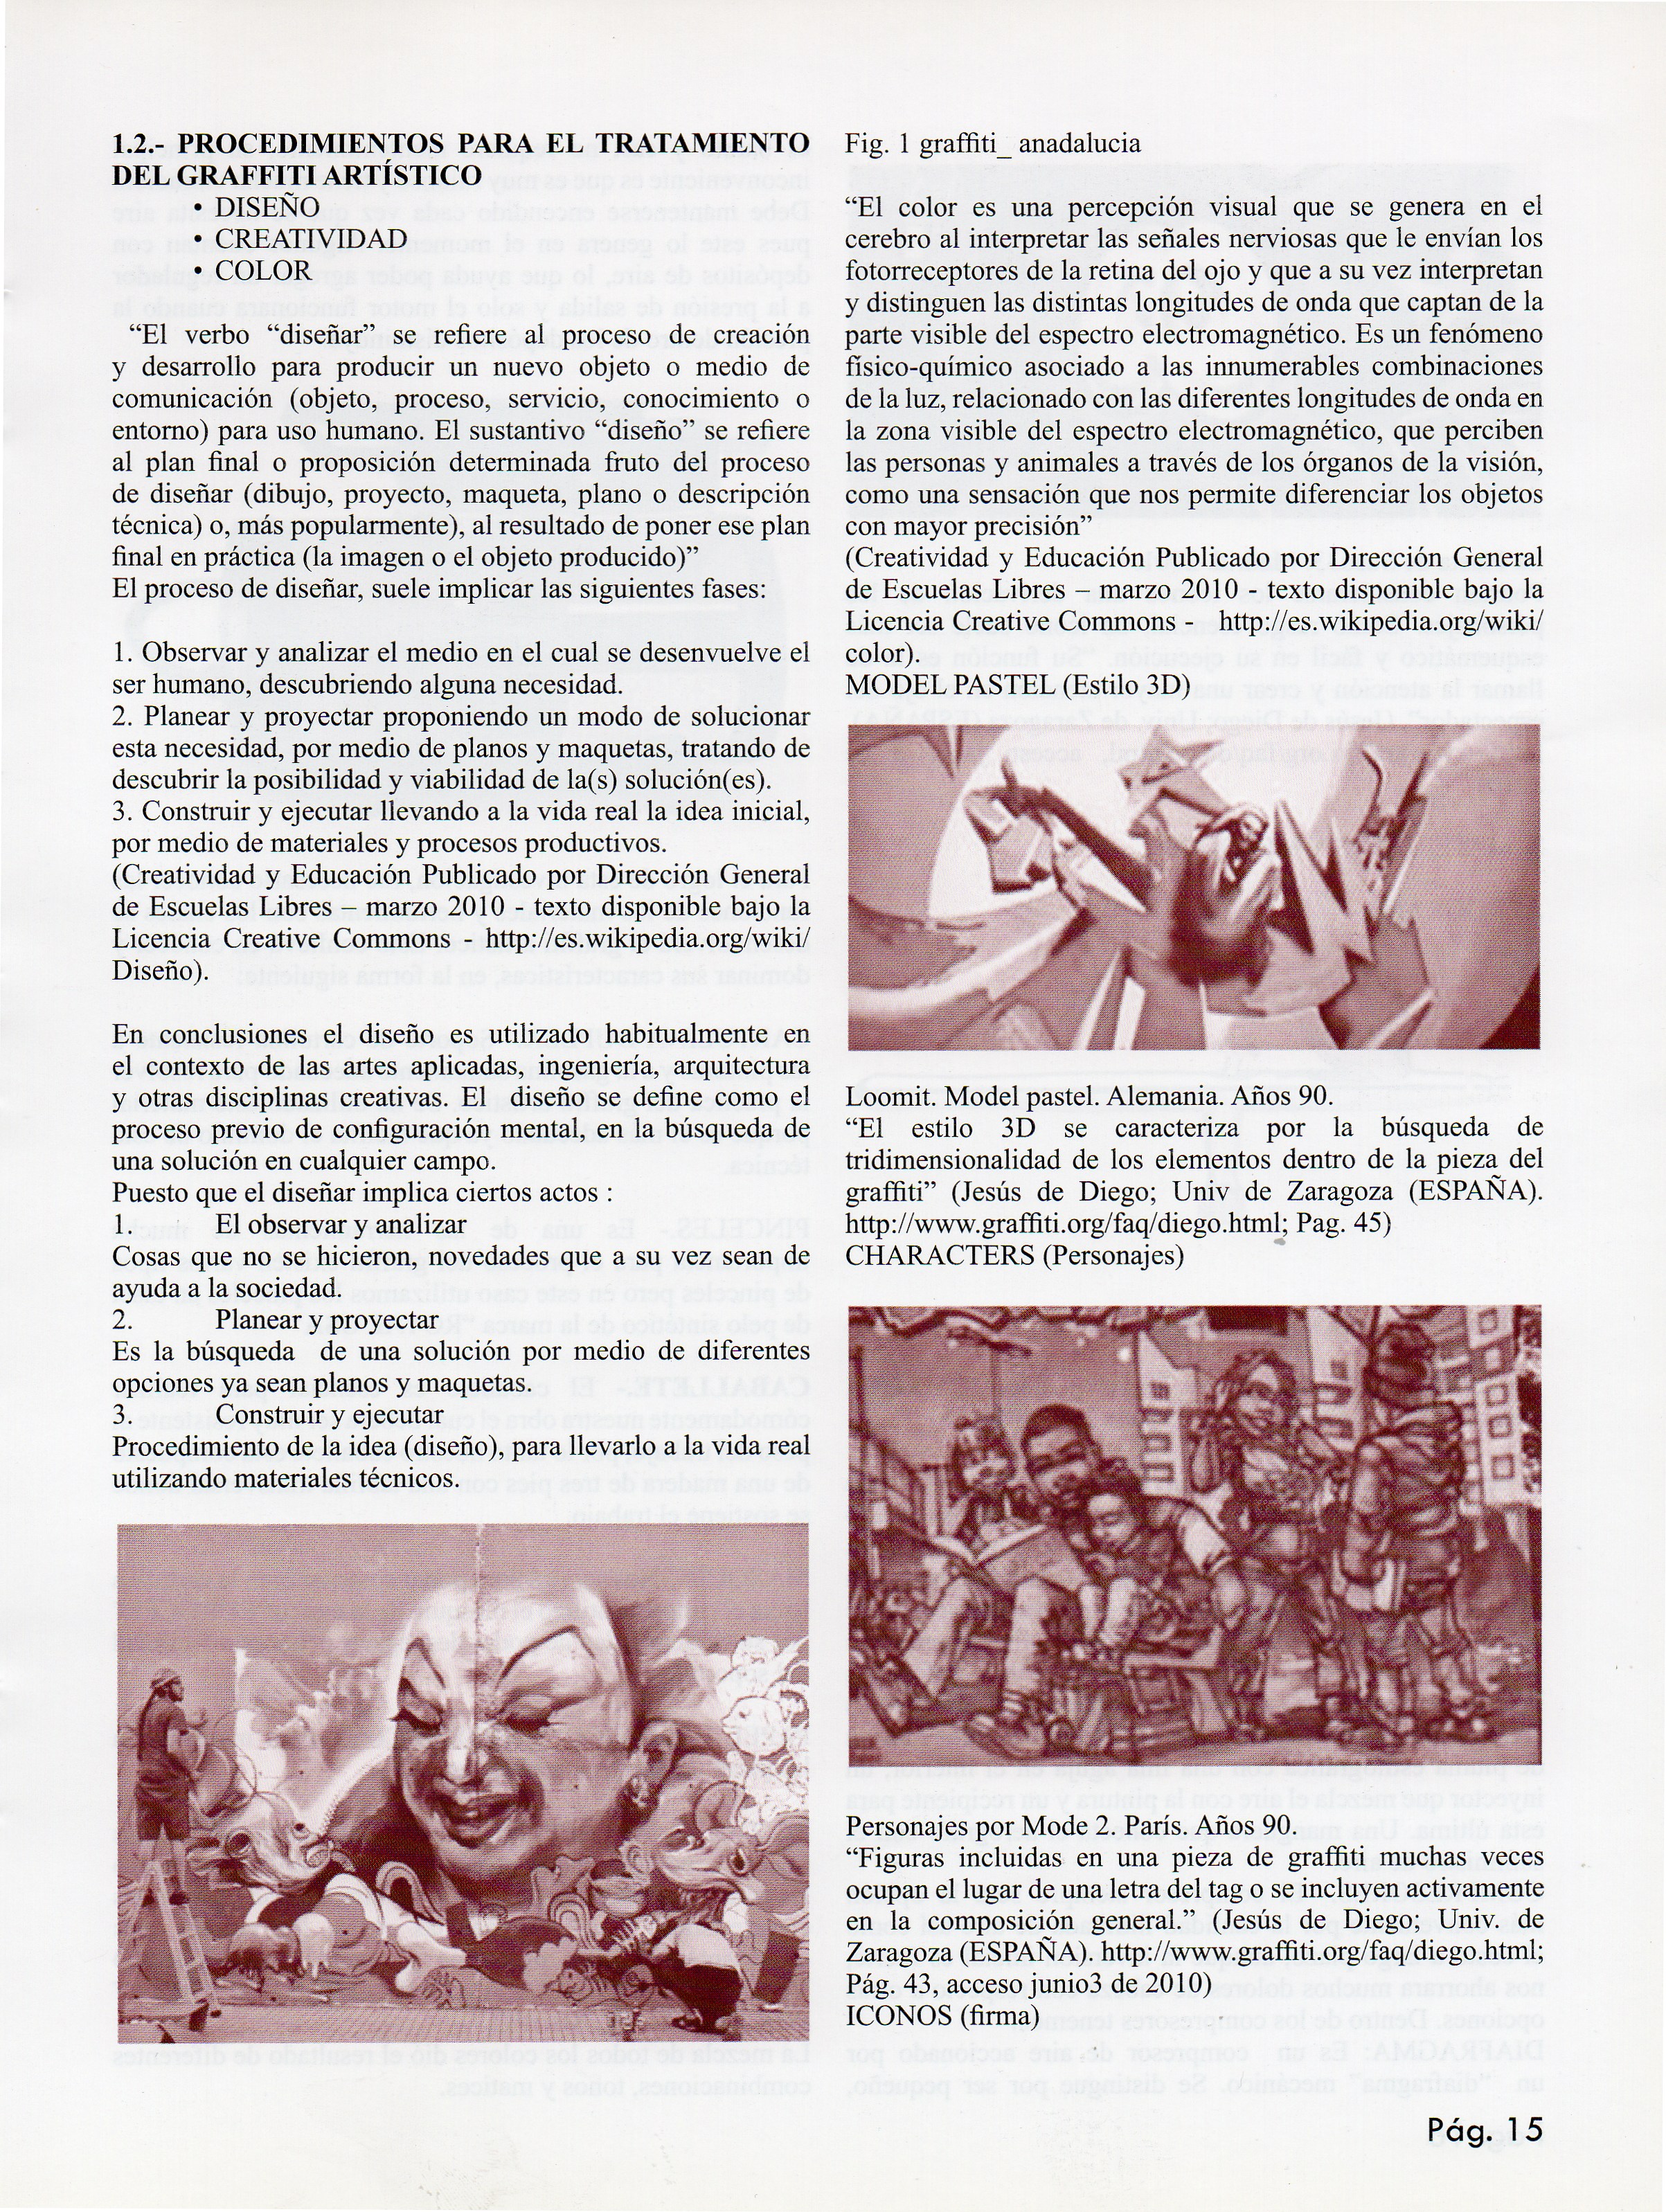 1.2.- PROCEDIMIENTOS PARA EL TRATAMIENTO
DEL GRAFFITI ARTÍSTICO
• DISEÑO
• CREATIVIDAD
• COLOR
“El verbo “diseñar” se refiere al proceso de creación
y desarrollo para producir un nuevo objeto o medio de
comunicación (objeto, proceso, servicio, conocimiento o
entorno) para uso humano. El sustantivo “diseño” se refiere
al plan final o proposición determinada fruto del proceso
de diseñar (dibujo, proyecto, maqueta, plano o descripción
técnica) o, más popularmente), al resultado de poner ese plan
final en práctica (la imagen o el objeto producido)”
El proceso de diseñar, suele implicar las siguientes fases:
1. Observar y analizar el medio en el cual se desenvuelve el
ser humano, descubriendo alguna necesidad.
2. Planear y proyectar proponiendo un modo de solucionar
esta necesidad, por medio de planos y maquetas, tratando de
descubrir la posibilidad y viabilidad de la(s) solución(es).
3. Construir y ejecutar llevando a la vida real la idea inicial,
por medio de materiales y procesos productivos.
(Creatividad y Educación Publicado por Dirección General
de Escuelas Libres – marzo 2010 - texto disponible bajo la
Licencia Creative Commons - http://es.wikipedia.org/wiki/
Diseño).
En conclusiones el diseño es utilizado habitualmente en
el contexto de las artes aplicadas, ingeniería, arquitectura
y otras disciplinas creativas. El diseño se define como el
proceso previo de configuración mental, en la búsqueda de
una solución en cualquier campo.
Puesto que el diseñar implica ciertos actos :
1. El observar y analizar
Cosas que no se hicieron, novedades que a su vez sean de
ayuda a la sociedad.
2. Planear y proyectar
Es la búsqueda de una solución por medio de diferentes
opciones ya sean planos y maquetas.
3. Construir y ejecutar
Procedimiento de la idea (diseño), para llevarlo a la vida real
utilizando materiales técnicos.
Fig. 1 graffiti_ anadalucia
“El color es una percepción visual que se genera en el
cerebro al interpretar las señales nerviosas que le envían los
fotorreceptores de la retina del ojo y que a su vez interpretan
y distinguen las distintas longitudes de onda que captan de la
parte visible del espectro electromagnético. Es un fenómeno
físico-químico asociado a las innumerables combinaciones
de la luz, relacionado con las diferentes longitudes de onda en
la zona visible del espectro electromagnético, que perciben
las personas y animales a través de los órganos de la visión,
como una sensación que nos permite diferenciar los objetos
con mayor precisión”
(Creatividad y Educación Publicado por Dirección General
de Escuelas Libres – marzo 2010 - texto disponible bajo la
Licencia Creative Commons - http://es.wikipedia.org/wiki/
color).
MODEL PASTEL (Estilo 3D)
Loomit. Model pastel. Alemania. Años 90.
“El estilo 3D se caracteriza por la búsqueda de
tridimensionalidad de los elementos dentro de la pieza del
graffiti” (Jesús de Diego; Univ de Zaragoza (ESPAÑA).
http://www.graffiti.org/faq/diego.html; Pag. 45)
CHARACTERS (Personajes)
Personajes por Mode 2. París. Años 90.
“Figuras incluidas en una pieza de graffiti muchas veces
ocupan el lugar de una letra del tag o se incluyen activamente
en la composición general.” (Jesús de Diego; Univ. de
Zaragoza (ESPAÑA). http://www.graffiti.org/faq/diego.html;
Pág. 43, acceso junio3 de 2010)
ICONOS (firma)
Pág. 15